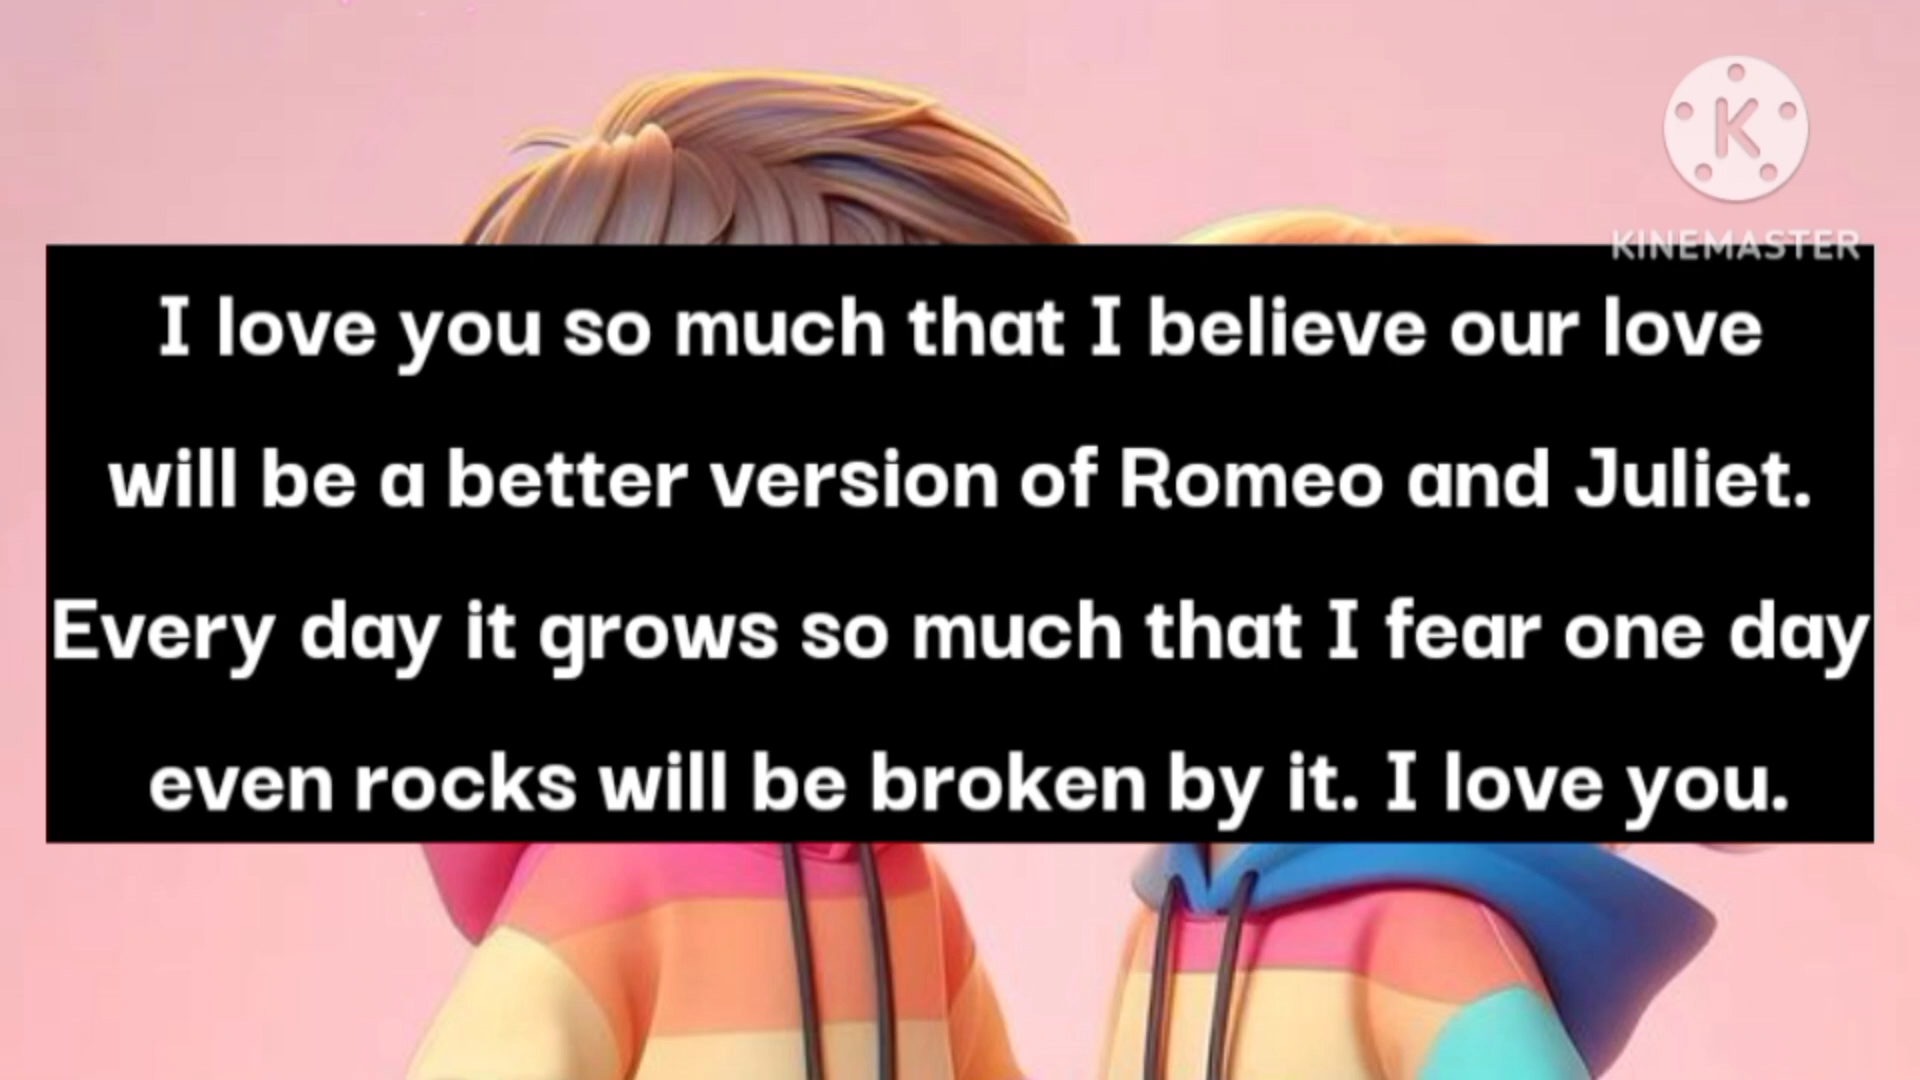 K
KINEMASTER
I love you so much that I believe our love
will be a better version of Romeo and Juliet.
Every day it grows so much that I fear one day
even rocks will be broken by it. I love you.